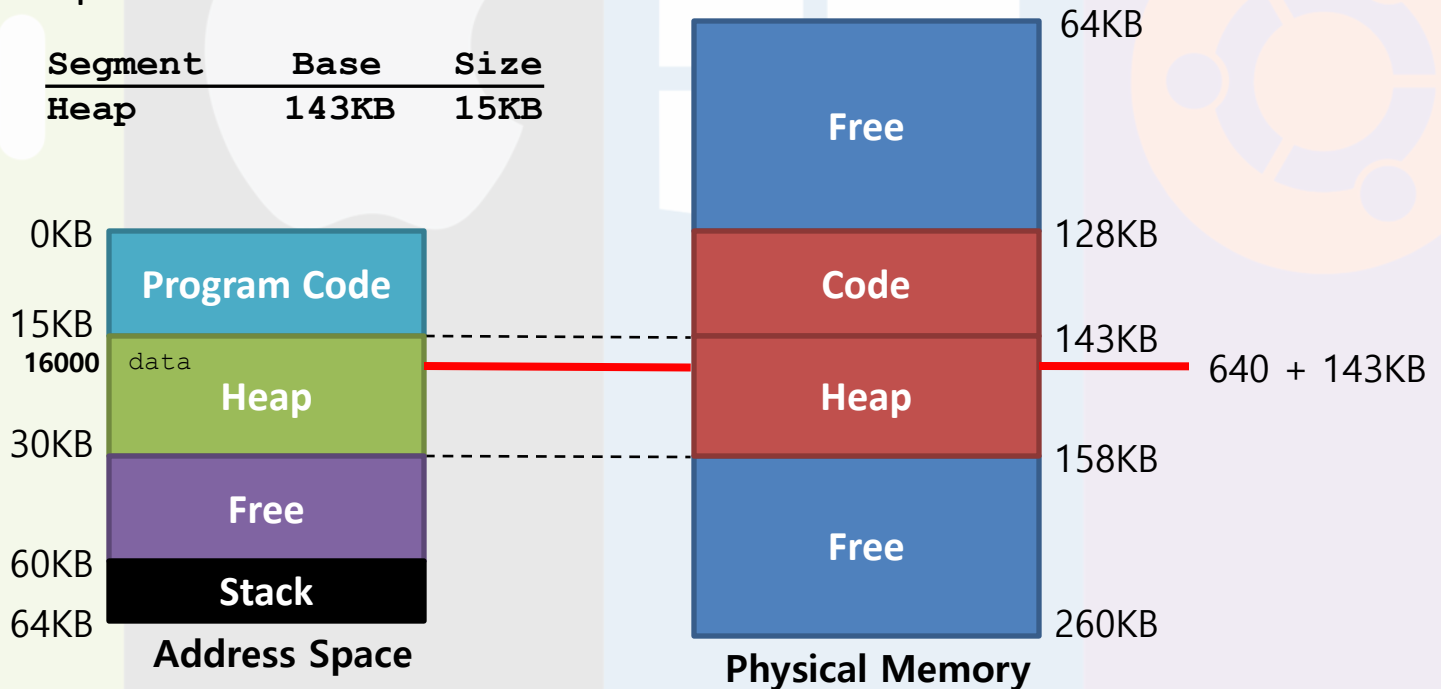 Segment Base Size
Heap 143KB 15KB
0KB
Program Code
15KB
16000 data
Heap
30KB
Free
60KB
Stack
64KB
Address Space
64KB
Free
128KB
Code
143KB
640 + 143KB
Heap
158KB
Free
260KB
Physical Memory